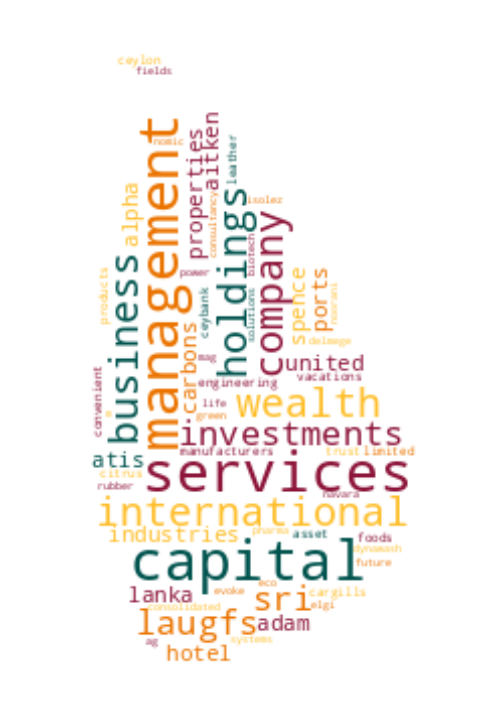 ceylon
fields
management
nomic
properties
aitken
leather
alpha
consultancy
holdings
isolez
company
business
biotech
power
products
ceybank
solutions
spence
ports
noorani
carbons
delmege
mag
united
convenient
engineering
vacations
life
green
wealth
investments
atis
manufacturers
trust
limited
services
citrus
rubber
navara
international
industries
pharma
asset
foods
dynawash
capital
future
eco
lanka
evoke
sri
cargills
consolidated
elgi
laugfs
adam
ag
systems
hotel